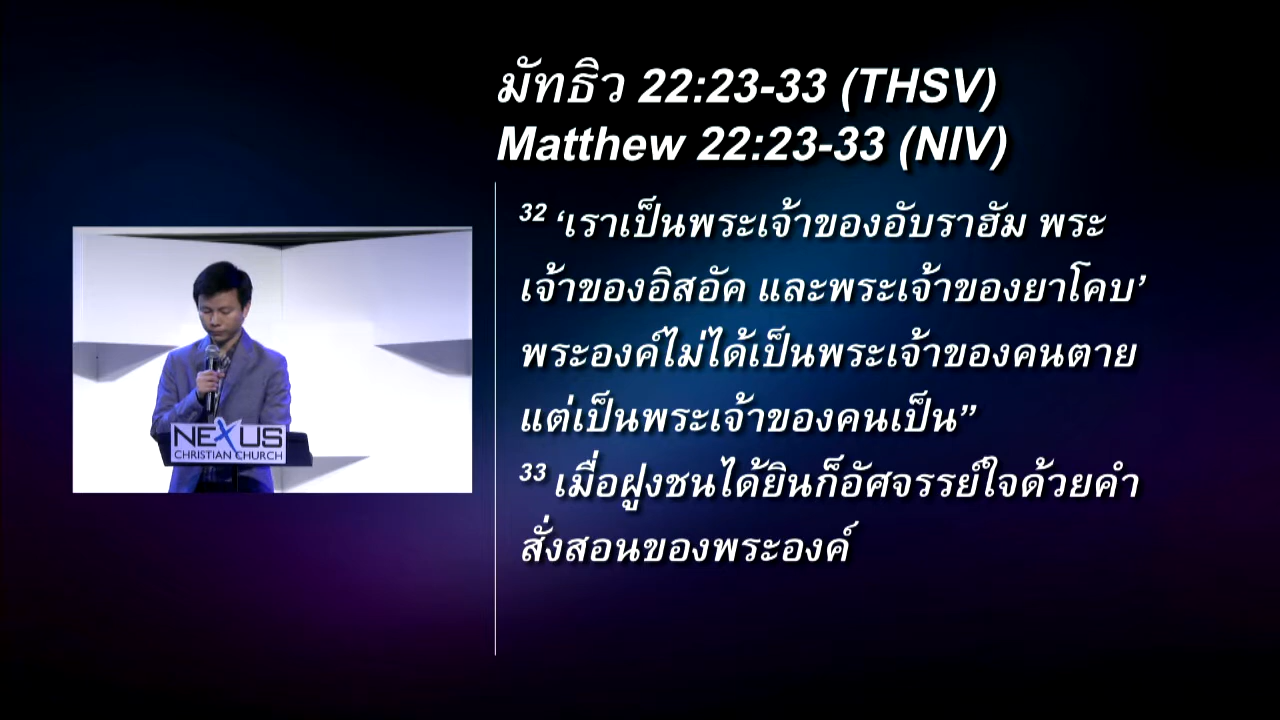 มัทธิว 22:23-33 (THSV)
Matthew 22:23-33 (NIV)
32 ‘เราเป็นพระเจ้าของอับราฮัม พระ
เจ้าของอิสอัค และพระเจ้าของยาโคบ’
พระองค์ไม่ได้เป็นพระเจ้าของคนตาย
แต่เป็นพระเจ้าของคนเป็น”
33 เมื่อฝูงชนได้ยินก็อัศจรรย์ใจด้วยคำ
สั่งสอนของพระองค์
NEXUS
CHRISTIAN CHURCH